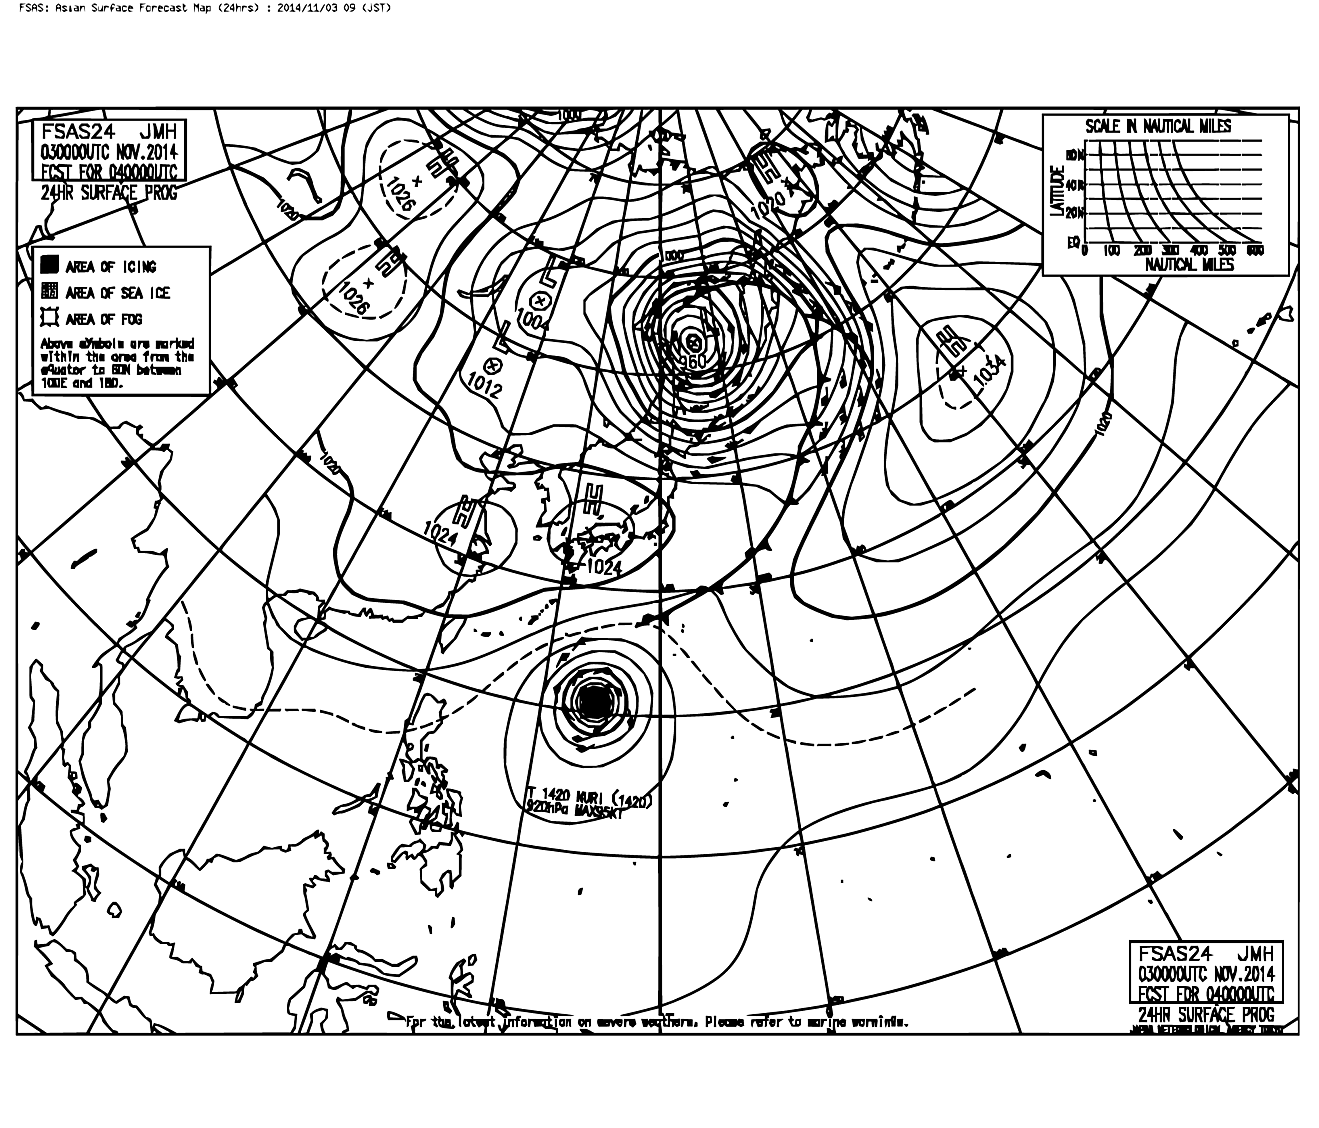 FSAS: Asian Surface Forecast Map (24hrs) : 2014/11/03 09 (JST)
FSAS24 JMH
030000UTC NOV.2014
FCST FOR 040000UTC
24HR SURFACE PROG
SCALE IN NAUTICAL MILES
LATITUDE
60N
40N
20N
EQ
0 100 200 300 400 500 600
NAUTICAL MILES
AREA OF ICING
AREA OF SEA ICE
AREA OF FOG
Above symbols are marked
within the area from the
equator to 60N between
100E and 180.
1000
H
1026
H
1020
1020
H
1026
1000
L
1004
L
1012
960
H
1034
1020
1020
H
1024
H
1024
T 1420 NURI (1420)
920hPa MAX95KT
FSAS24 JMH
030000UTC NOV.2014
FCST FOR 040000UTC
24HR SURFACE PROG
JAPAN METEOROLOGICAL AGENCY TOKYO
For the latest information on severe weathers, Please refer to marine warnings.